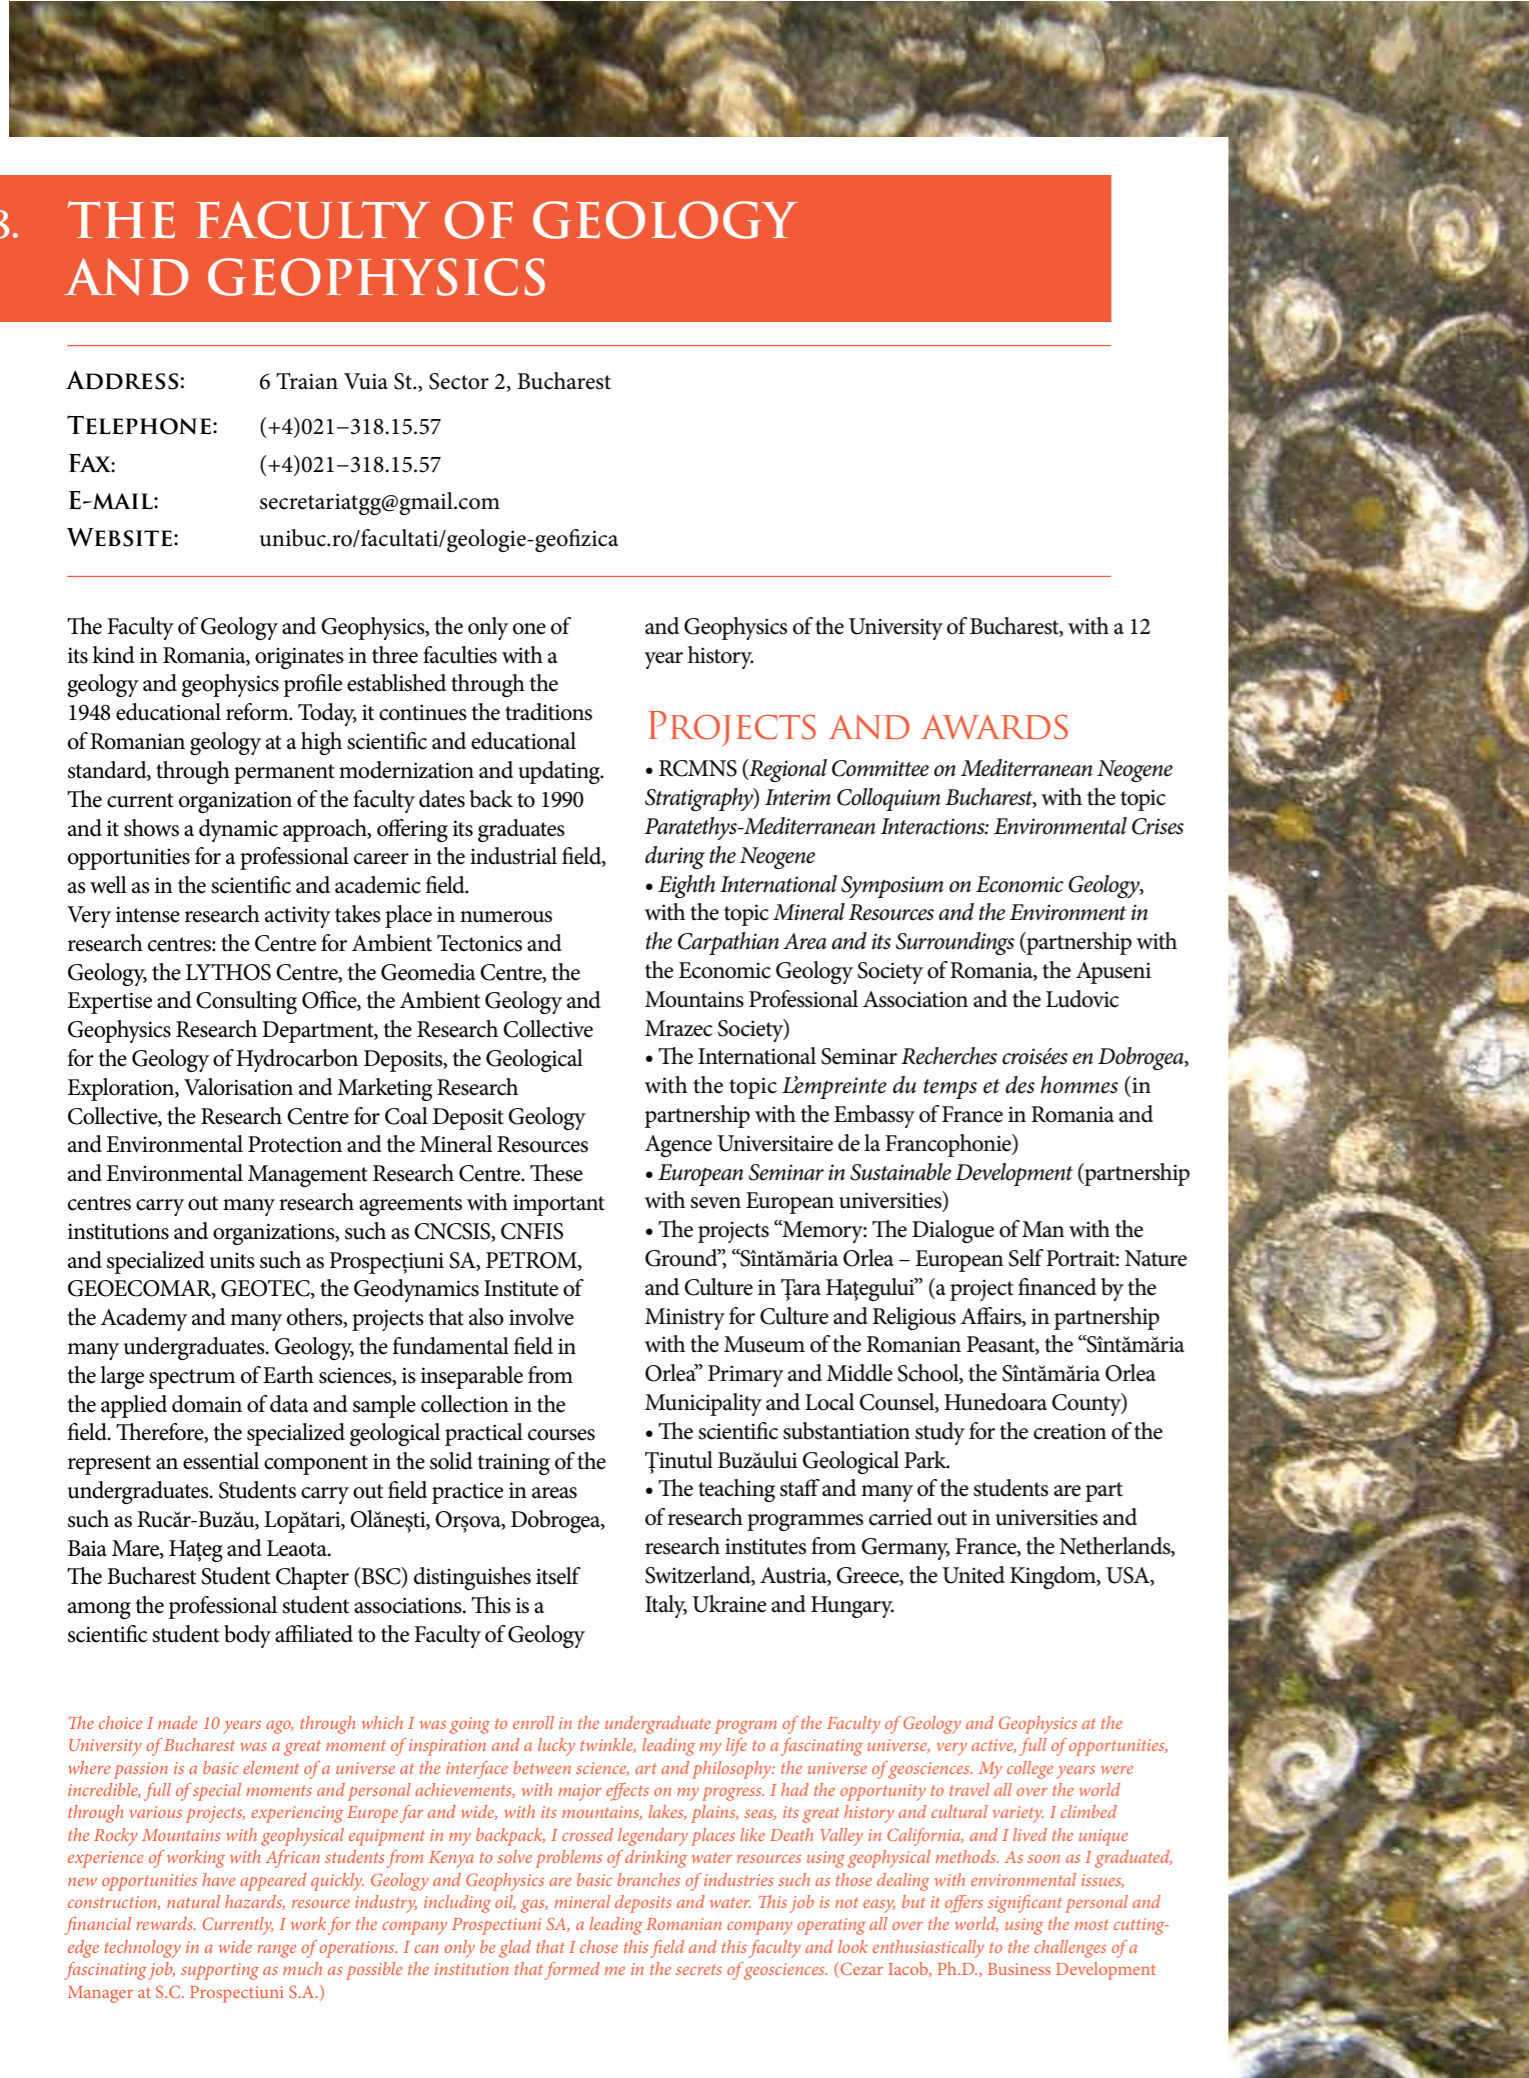 8. THE FACULTY OF GEOLOGY
AND GEOPHYSICS
ADDRESS: 6 Traian Vuia St., Sector 2, Bucharest
TELEPHONE: (+4)021–318.15.57
FAX: (+4)021–318.15.57
E-MAIL: secretariatgg@gmail.com
WEBSITE: unibuc.ro/facultati/geologie-geofizica
The Faculty of Geology and Geophysics, the only one of
its kind in Romania, originates in three faculties with a
geology and geophysics profile established through the
1948 educational reform. Today, it continues the traditions
of Romanian geology at a high scientific and educational
standard, through permanent modernization and updating.
The current organization of the faculty dates back to 1990
and it shows a dynamic approach, offering its graduates
opportunities for a professional career in the industrial field,
as well as in the scientific and academic field.
Very intense research activity takes place in numerous
research centres: the Centre for Ambient Tectonics and
Geology, the LYTHOS Centre, the Geomedia Centre, the
Expertise and Consulting Office, the Ambient Geology and
Geophysics Research Department, the Research Collective
for the Geology of Hydrocarbon Deposits, the Geological
Exploration, Valorisation and Marketing Research
Collective, the Research Centre for Coal Deposit Geology
and Environmental Protection and the Mineral Resources
and Environmental Management Research Centre. These
centres carry out many research agreements with important
institutions and organizations, such as CNCSIS, CNFIS
and specialized units such as Prospecțiuni SA, PETROM,
GEOECOMAR, GEOTEC, the Geodynamics Institute of
the Academy and many others, projects that also involve
many undergraduates. Geology, the fundamental field in
the large spectrum of Earth sciences, is inseparable from
the applied domain of data and sample collection in the
field. Therefore, the specialized geological practical courses
represent an essential component in the solid training of the
undergraduates. Students carry out field practice in areas
such as Rucăr-Buzău, Lopătari, Olănești, Orșova, Dobrogea,
Baia Mare, Hațeg and Leaota.
The Bucharest Student Chapter (BSC) distinguishes itself
among the professional student associations. This is a
scientific student body affiliated to the Faculty of Geology
and Geophysics of the University of Bucharest, with a 12
year history.
PROJECTS AND AWARDS
• RCMNS (Regional Committee on Mediterranean Neogene
Stratigraphy) Interim Colloquium Bucharest, with the topic
Paratethys-Mediterranean Interactions: Environmental Crises
during the Neogene
• Eighth International Symposium on Economic Geology,
with the topic Mineral Resources and the Environment in
the Carpathian Area and its Surroundings (partnership with
the Economic Geology Society of Romania, the Apuseni
Mountains Professional Association and the Ludovic
Mrazec Society)
• The International Seminar Recherches croisées en Dobrogea,
with the topic L'empreinte du temps et des hommes (in
partnership with the Embassy of France in Romania and
Agence Universitaire de la Francophonie)
• European Seminar in Sustainable Development (partnership
with seven European universities)
• The projects “Memory: The Dialogue of Man with the
Ground”, “Sîntămăria Orlea – European Self Portrait: Nature
and Culture in Țara Hațegului” (a project financed by the
Ministry for Culture and Religious Affairs, in partnership
with the Museum of the Romanian Peasant, the “Sîntămăria
Orlea” Primary and Middle School, the Sîntămăria Orlea
Municipality and Local Counsel, Hunedoara County)
• The scientific substantiation study for the creation of the
Ținutul Buzăului Geological Park.
• The teaching staff and many of the students are part
of research programmes carried out in universities and
research institutes from Germany, France, the Netherlands,
Switzerland, Austria, Greece, the United Kingdom, USA,
Italy, Ukraine and Hungary.
The choice I made 10 years ago, through which I was going to enroll in the undergraduate program of the Faculty of Geology and Geophysics at the
University of Bucharest was a great moment of inspiration and a lucky twinkle, leading my life to a fascinating universe, very active, full of opportunities,
where passion is a basic element of a universe at the interface between science, art and philosophy: the universe of geosciences. My college years were
incredible, full of special moments and personal achievements, with major effects on my progress. I had the opportunity to travel all over the world
through various projects, experiencing Europe far and wide, with its mountains, lakes, plains, seas, its great history and cultural variety. I climbed
the Rocky Mountains with geophysical equipment in my backpack, I crossed legendary places like Death Valley in California, and I lived the unique
experience of working with African students from Kenya to solve problems of drinking water resources using geophysical methods. As soon as I graduated,
new opportunities have appeared quickly. Geology and Geophysics are basic branches of industries such as those dealing with environmental issues,
construction, natural hazards, resource industry, including oil, gas, mineral deposits and water. This job is not easy, but it offers significant personal and
financial rewards. Currently, I work for the company Prospectiuni SA, a leading Romanian company operating all over the world, using the most cutting-
edge technology in a wide range of operations. I can only be glad that I chose this field and this faculty and look enthusiastically to the challenges of a
fascinating job, supporting as much as possible the institution that formed me in the secrets of geosciences. (Cezar Iacob, Ph.D., Business Development
Manager at S.C. Prospectiuni S.A.)